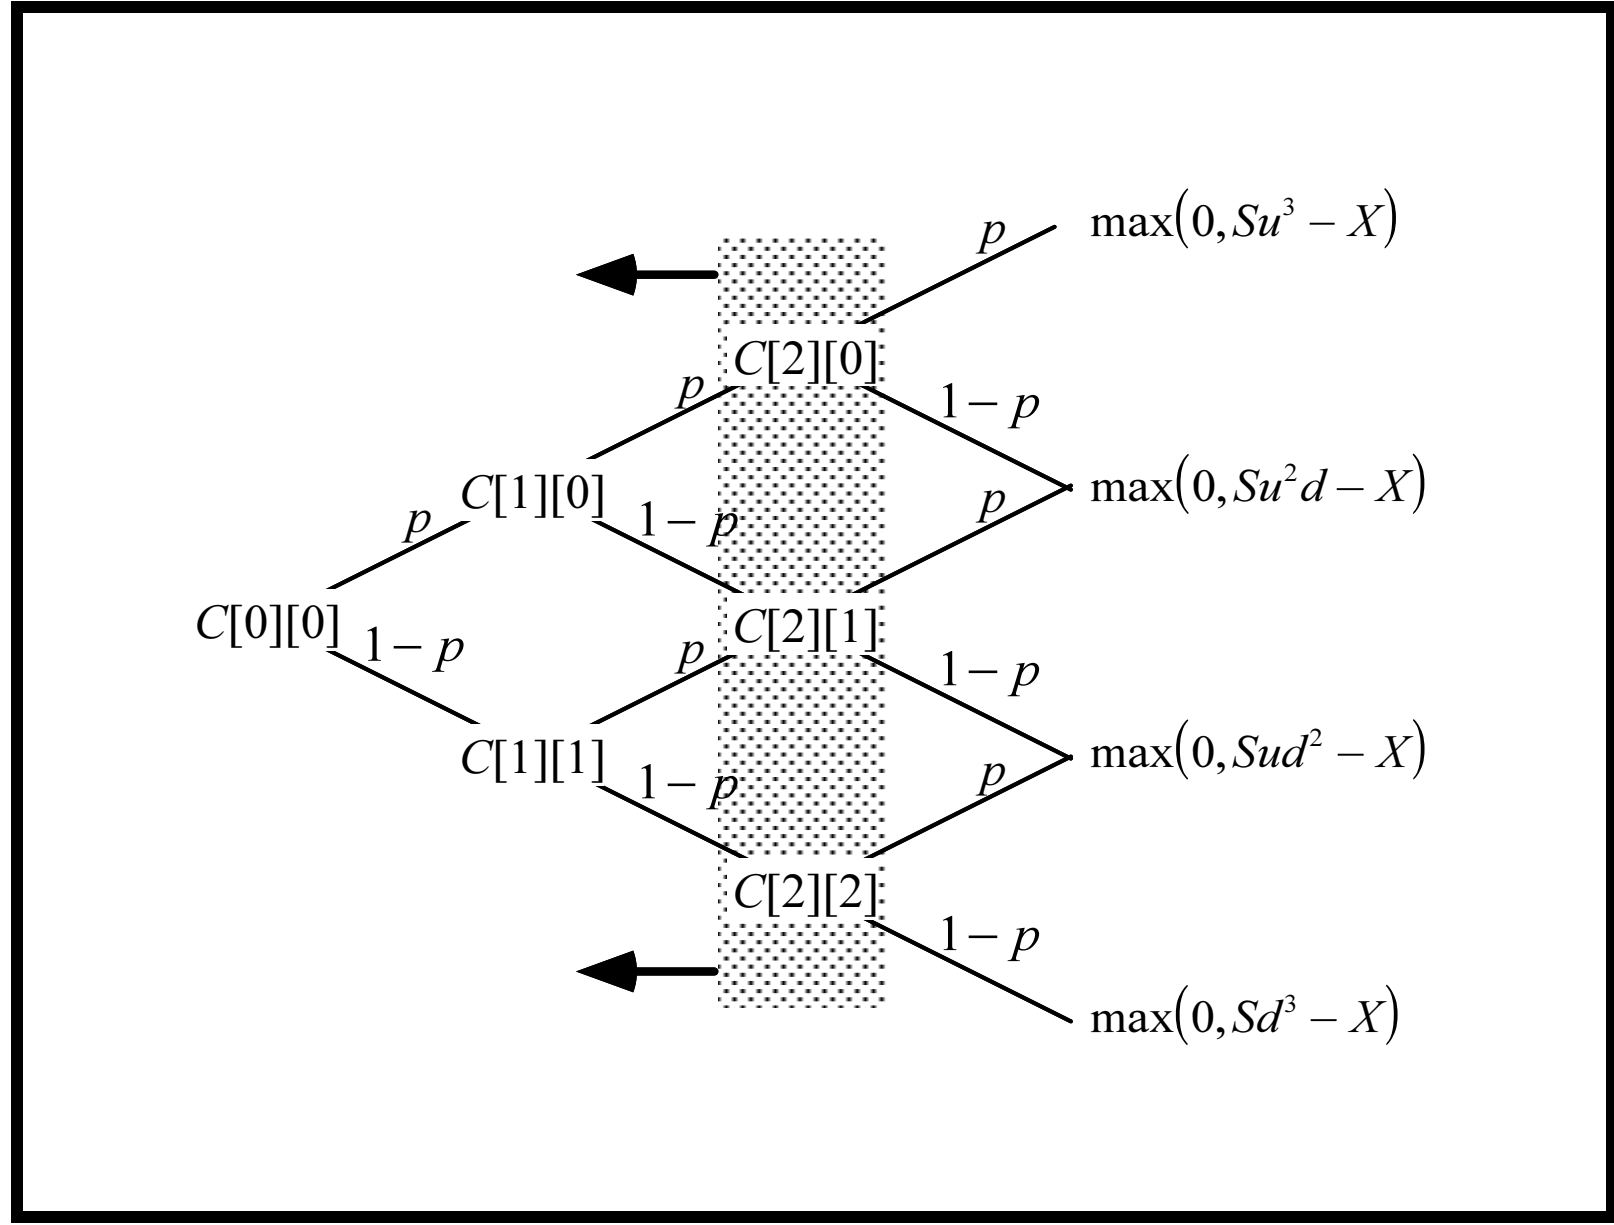 p
max(0, Su³ − X)
C[2][0]
p
1 − p
C[1][0]
p
max(0, Su²d − X)
p
1 − p
C[0][0]
C[2][1]
1 − p
p
1 − p
C[1][1]
max(0, Sud² − X)
1 − p
p
C[2][2]
1 − p
max(0, Sd³ − X)